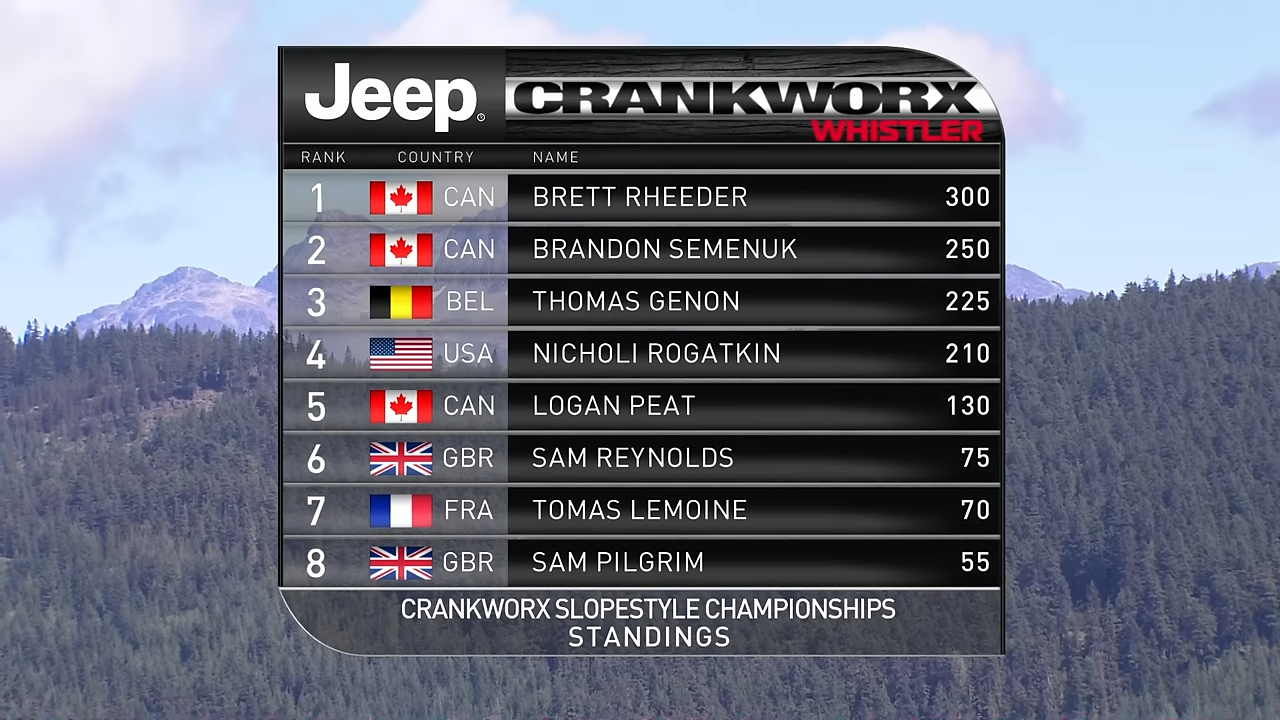 Jeep ® CRANKWORX
WHISTLER
RANK COUNTRY NAME
1 CAN BRETT RHEEDER 300
2 CAN BRANDON SEMENUK 250
3 BEL THOMAS GENON 225
4 USA NICHOLI ROGATKIN 210
5 CAN LOGAN PEAT 130
6 GBR SAM REYNOLDS 75
7 FRA TOMAS LEMOINE 70
8 GBR SAM PILGRIM 55
CRANKWORX SLOPESTYLE CHAMPIONSHIPS
STANDINGS